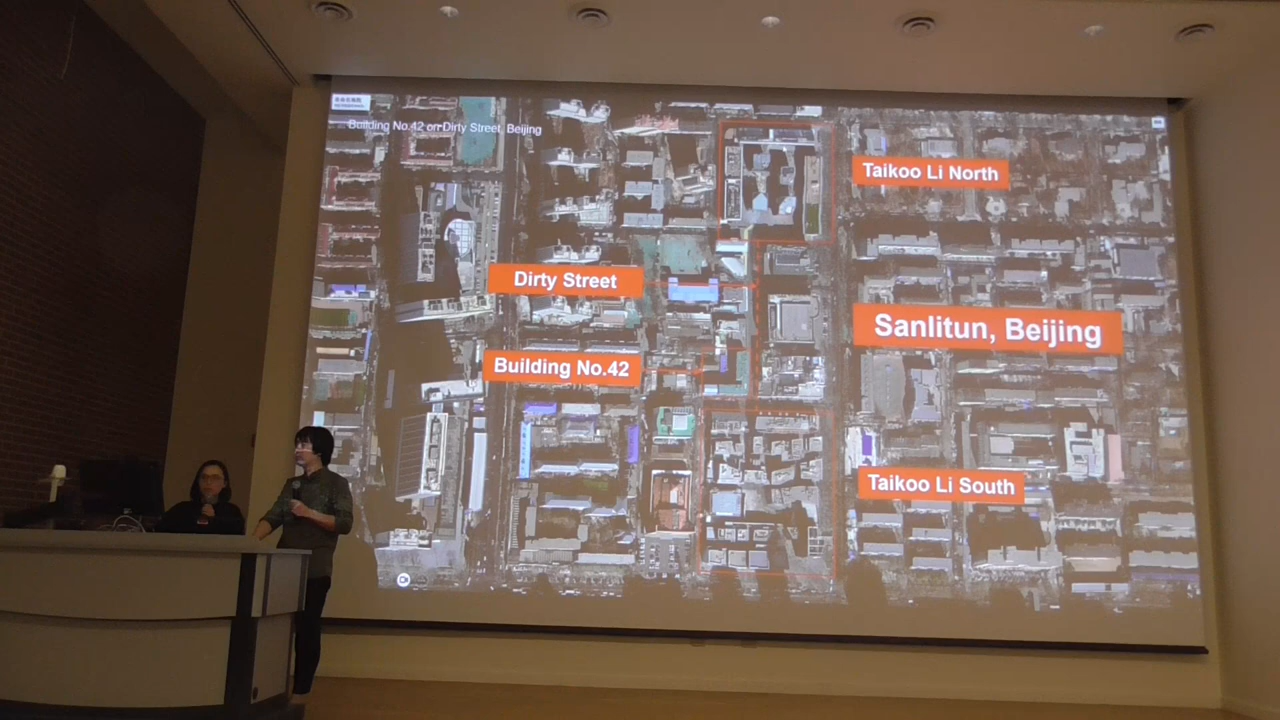 Building No.42 on Dirty Street, Beijing
Taikoo Li North
Dirty Street
Sanlitun, Beijing
Building No.42
Taikoo Li South